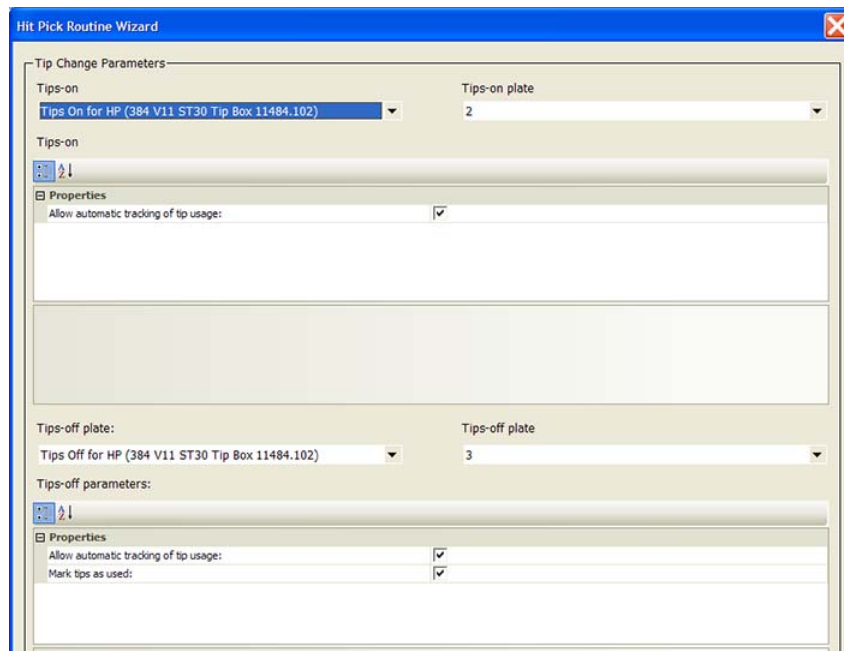 Hit Pick Routine Wizard
Tip Change Parameters
Tips-on
Tips-on plate
Tips On for HP (384 V11 ST30 Tip Box 11484.102)
2
Tips-on
Properties
Allow automatic tracking of tip usage:
Tips-off plate:
Tips-off plate
Tips Off for HP (384 V11 ST30 Tip Box 11484.102)
3
Tips-off parameters:
Properties
Allow automatic tracking of tip usage:
Mark tips as used: